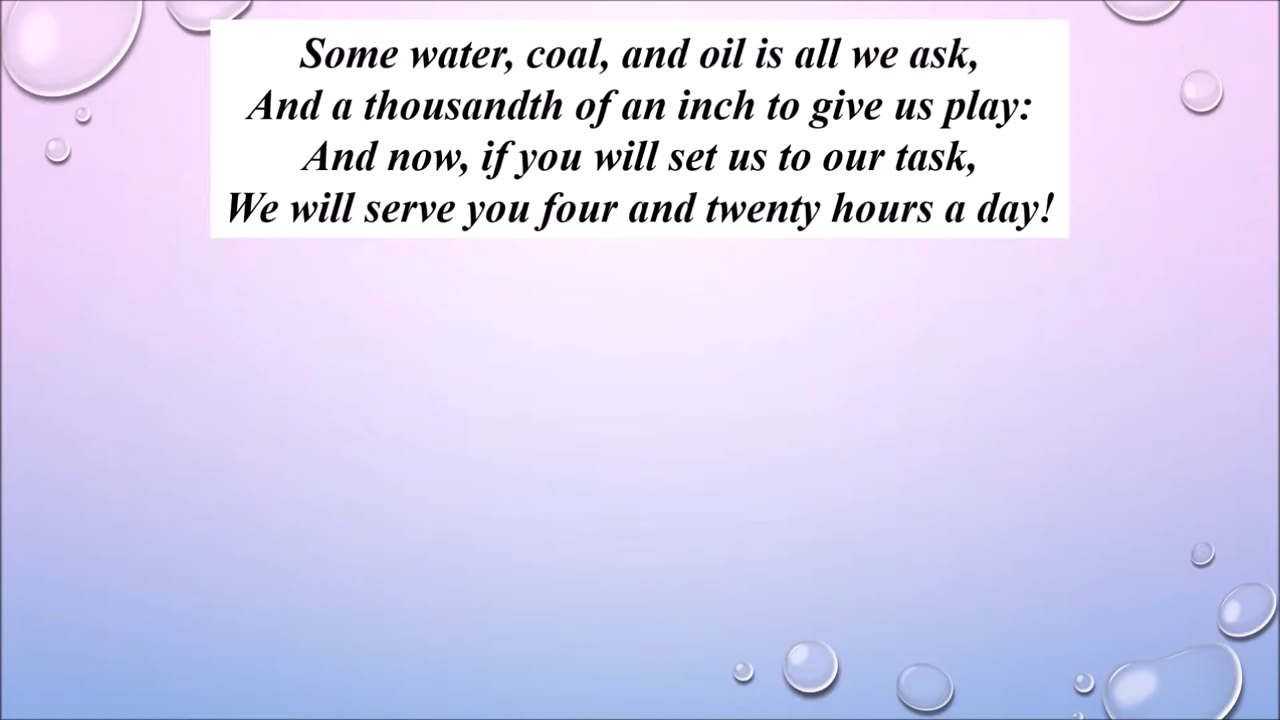 Some water, coal, and oil is all we ask,
And a thousandth of an inch to give us play:
And now, if you will set us to our task,
We will serve you four and twenty hours a day!